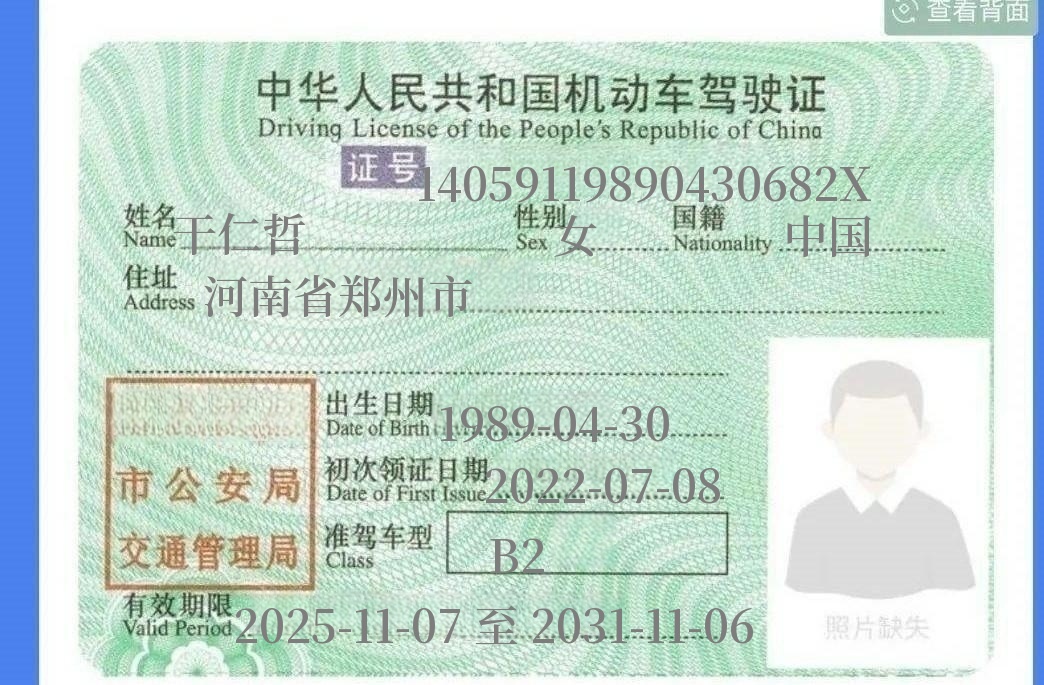 查看背面
中华人民共和国机动车驾驶证
Driving License of the People's Republic of China
证号 14059119890430682X
姓名 干仁哲 性别 女 国籍 中国
Name Sex Nationality
住址 河南省郑州市
Address
出生日期 1989-04-30
Date of Birth
初次领证日期 2022-07-08
Date of First Issue
市公安局
交通管理局
准驾车型 B2
Class
有效期限 2025-11-07 至 2031-11-06
Valid Period
照片缺失